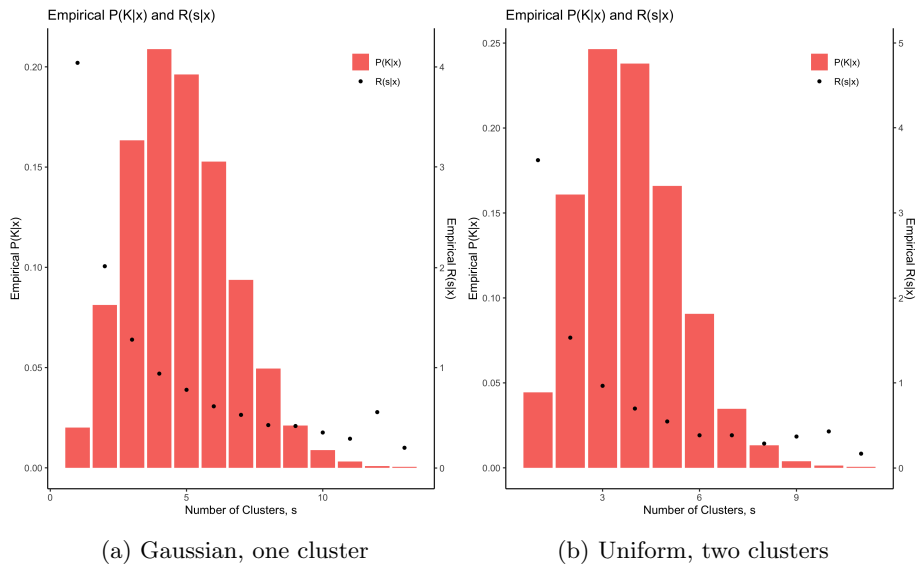 Empirical P(K|x) and R(s|x)
P(K|x)
R(s|x)
0.20
0.15
0.10
0.05
0.00
4
3
2
1
0
Empirical P(K|x)
Empirical R(s|x)
0
5
10
Number of Clusters, s
(a) Gaussian, one cluster
Empirical P(K|x) and R(s|x)
P(K|x)
R(s|x)
0.25
0.20
0.15
0.10
0.05
0.00
5
4
3
2
1
0
Empirical P(K|x)
Empirical R(s|x)
3
6
9
Number of Clusters, s
(b) Uniform, two clusters